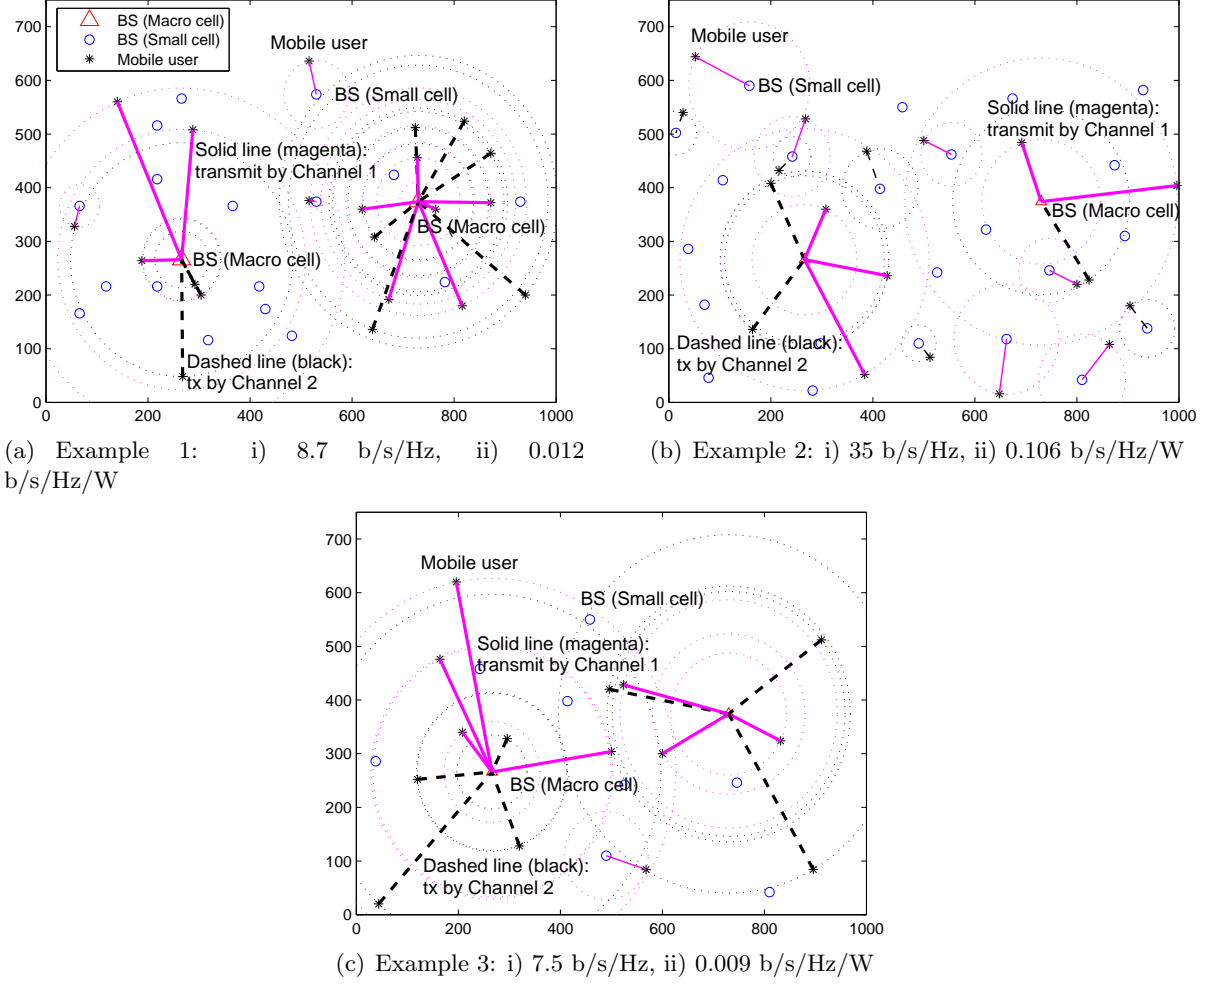 700
BS (Macro cell)
BS (Small cell)
Mobile user
Mobile user
BS (Small cell)
Solid line (magenta):
transmit by Channel 1
BS (Macro cell)
BS (Macro cell)
Dashed line (black):
tx by Channel 2
600
500
400
300
200
100
0
0 200 400 600 800 1000
(a) Example 1: i) 8.7 b/s/Hz, ii) 0.012
b/s/Hz/W
700
Mobile user
BS (Small cell)
Solid line (magenta):
transmit by Channel 1
BS (Macro cell)
Dashed line (black):
tx by Channel 2
600
500
400
300
200
100
0
0 200 400 600 800 1000
(b) Example 2: i) 35 b/s/Hz, ii) 0.106 b/s/Hz/W
700
Mobile user
BS (Small cell)
Solid line (magenta):
transmit by Channel 1
BS (Macro cell)
Dashed line (black):
tx by Channel 2
600
500
400
300
200
100
0
0 200 400 600 800 1000
(c) Example 3: i) 7.5 b/s/Hz, ii) 0.009 b/s/Hz/W